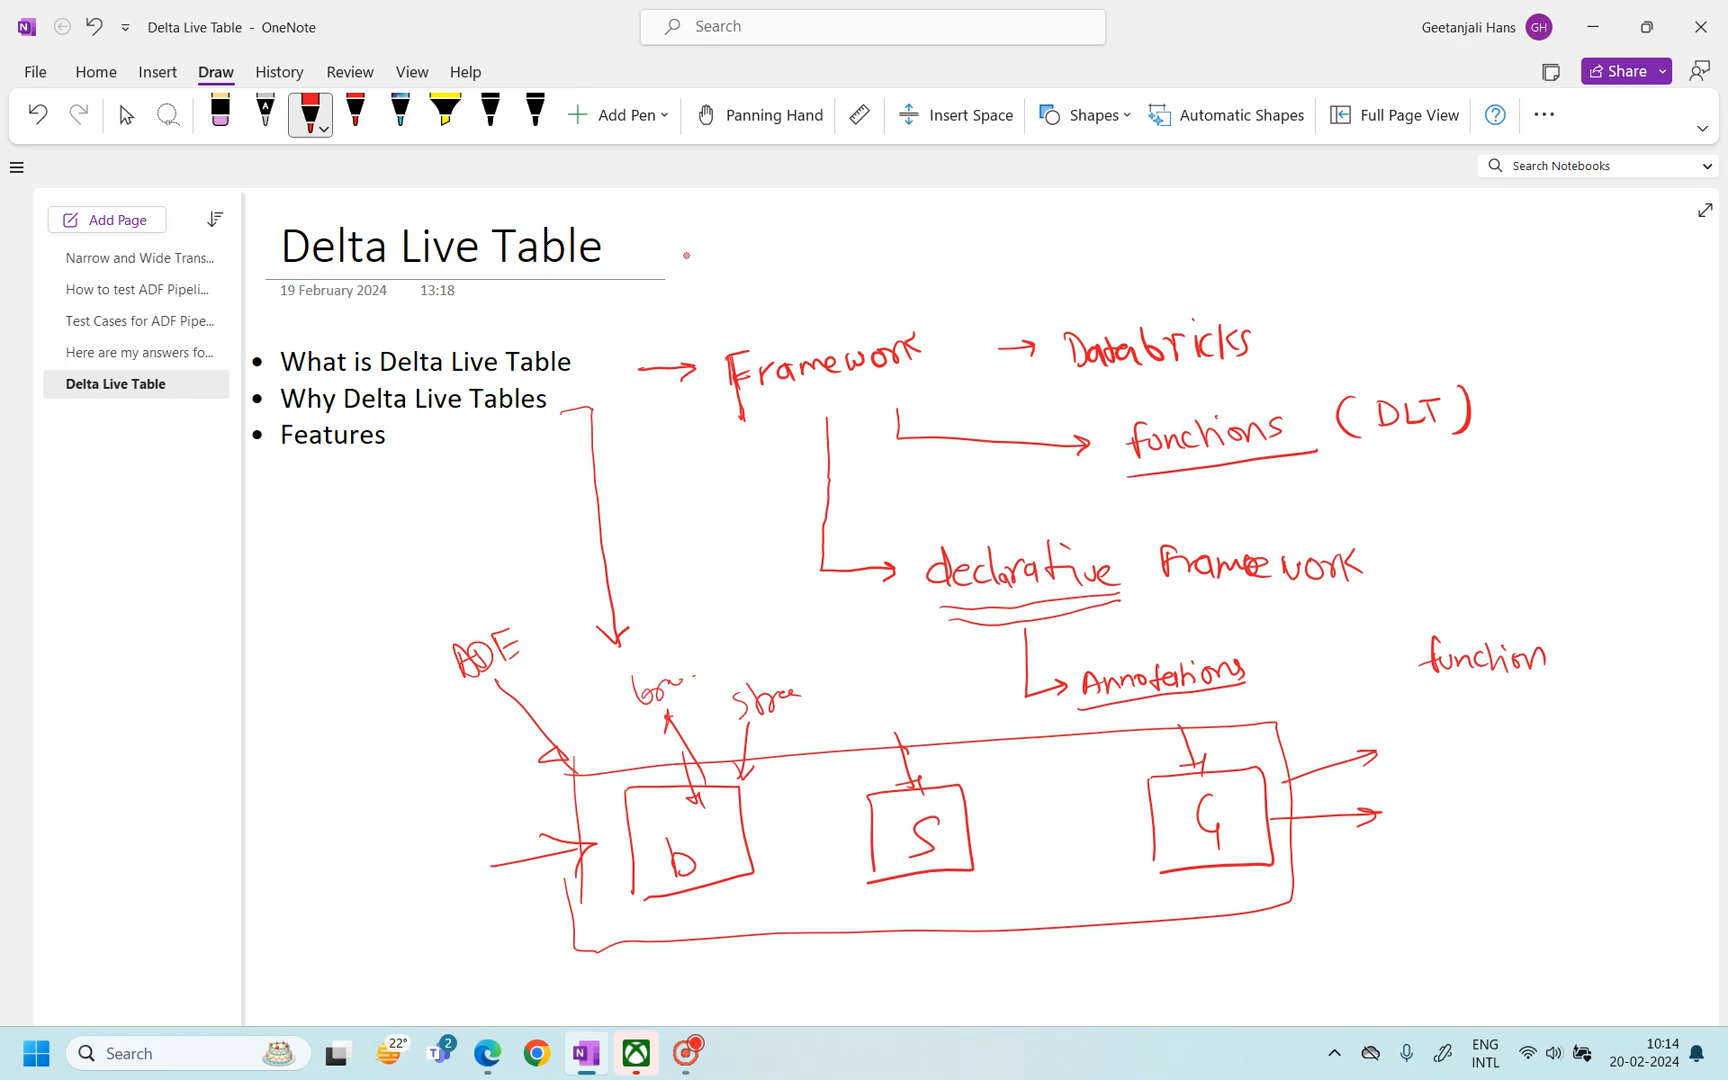 Delta Live Table - OneNote
Search
Geetanjali Hans GH
File Home Insert Draw History Review View Help
Share
Add Pen
Panning Hand
Insert Space
Shapes
Automatic Shapes
Full Page View
Search Notebooks
Add Page
Narrow and Wide Trans...
How to test ADF Pipeli...
Test Cases for ADF Pipe...
Here are my answers fo...
Delta Live Table
Delta Live Table
19 February 2024 13:18
• What is Delta Live Table
• Why Delta Live Tables
• Features
→ Framework → Databricks
functions (DLT)
declarative Framework
Annotations
function
b
S
G
Search
22°
2
ENG
INTL
10:14
20-02-2024